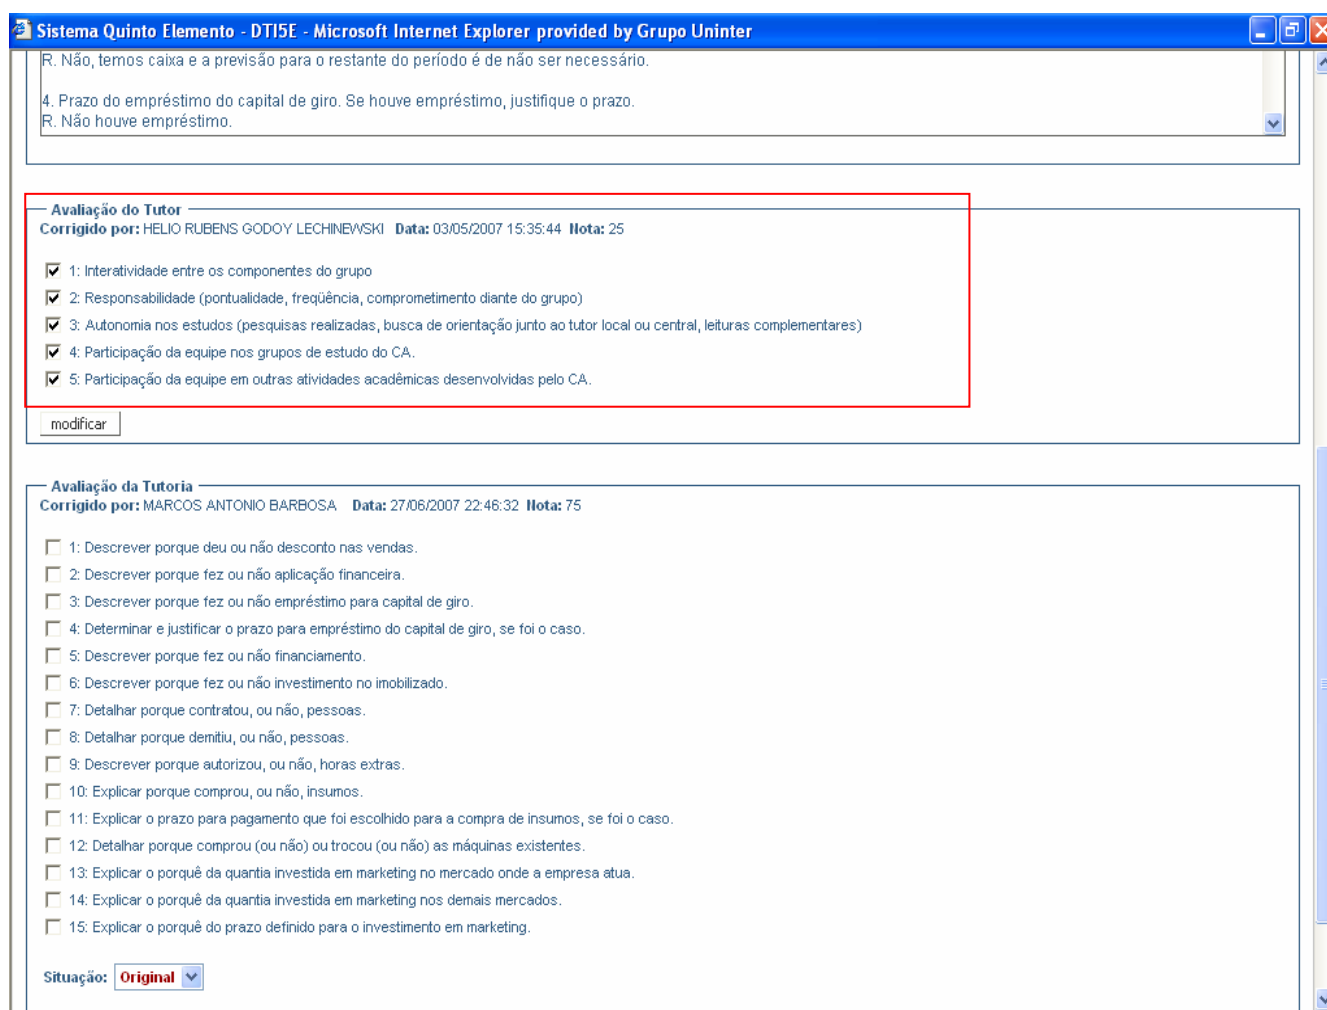 Sistema Quinto Elemento - DTI5E - Microsoft Internet Explorer provided by Grupo Uninter
R. Não, temos caixa e a previsão para o restante do período é de não ser necessário.
4. Prazo do empréstimo do capital de giro. Se houve empréstimo, justifique o prazo.
R. Não houve empréstimo.
Avaliação do Tutor
Corrigido por: HELIO RUBENS GODOY LECHINEWSKI Data: 03/05/2007 15:35:44 Nota: 25
1: Interatividade entre os componentes do grupo
2: Responsabilidade (pontualidade, freqüência, comprometimento diante do grupo)
3: Autonomia nos estudos (pesquisas realizadas, busca de orientação junto ao tutor local ou central, leituras complementares)
4: Participação da equipe nos grupos de estudo do CA.
5: Participação da equipe em outras atividades acadêmicas desenvolvidas pelo CA.
modificar
Avaliação da Tutoria
Corrigido por: MARCOS ANTONIO BARBOSA Data: 27/06/2007 22:46:32 Nota: 75
1: Descrever porque deu ou não desconto nas vendas.
2: Descrever porque fez ou não aplicação financeira.
3: Descrever porque fez ou não empréstimo para capital de giro.
4: Determinar e justificar o prazo para empréstimo do capital de giro, se foi o caso.
5: Descrever porque fez ou não financiamento.
6: Descrever porque fez ou não investimento no imobilizado.
7: Detalhar porque contratou, ou não, pessoas.
8: Detalhar porque demitiu, ou não, pessoas.
9: Descrever porque autorizou, ou não, horas extras.
10: Explicar porque comprou, ou não, insumos.
11: Explicar o prazo para pagamento que foi escolhido para a compra de insumos, se foi o caso.
12: Detalhar porque comprou (ou não) ou trocou (ou não) as máquinas existentes.
13: Explicar o porquê da quantia investida em marketing no mercado onde a empresa atua.
14: Explicar o porquê da quantia investida em marketing nos demais mercados.
15: Explicar o porquê do prazo definido para o investimento em marketing.
Situação: Original